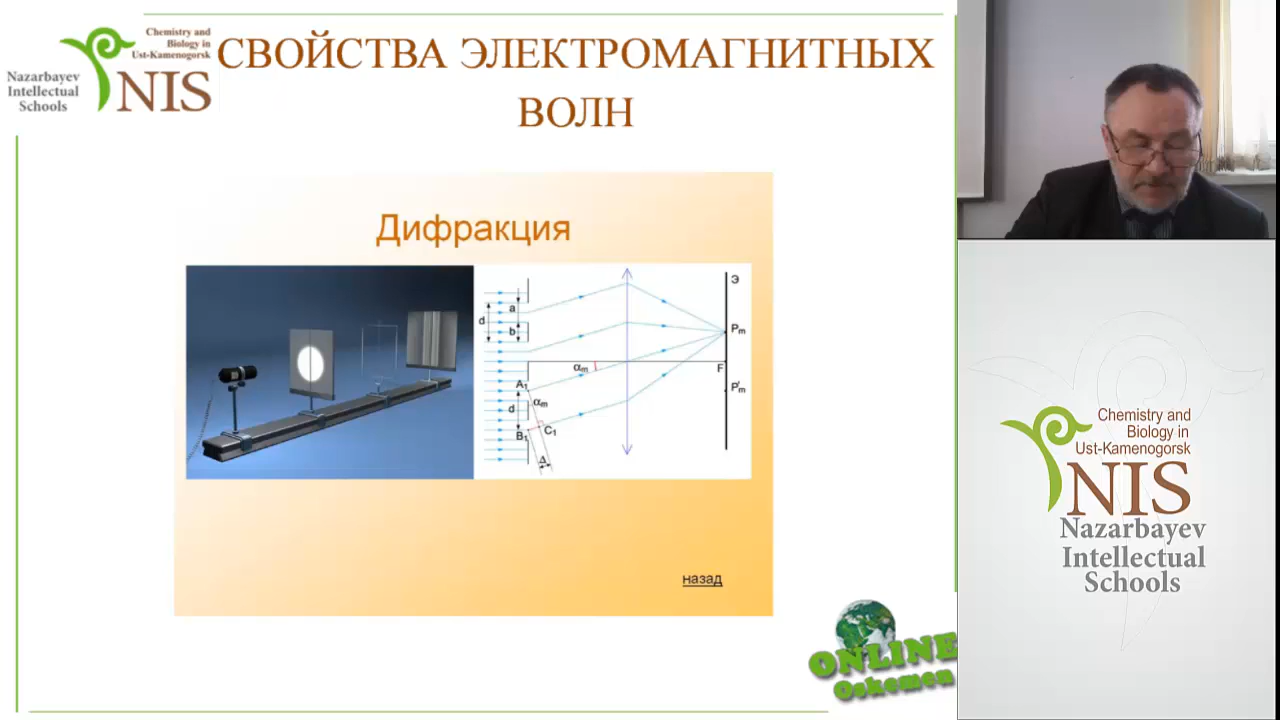 Nazarbayev
Intellectual
Schools
Chemistry and
Biology in
Ust-Kamenogorsk
NIS
СВОЙСТВА ЭЛЕКТРОМАГНИТНЫХ
ВОЛН
Дифракция
a
d
b
Э
Pm
αm
F
A1
P'm
αm
d
B1
C1
Δ
назад
ONLINE
Oskemen
Chemistry and
Biology in
Ust-Kamenogorsk
NIS
Nazarbayev
Intellectual
Schools